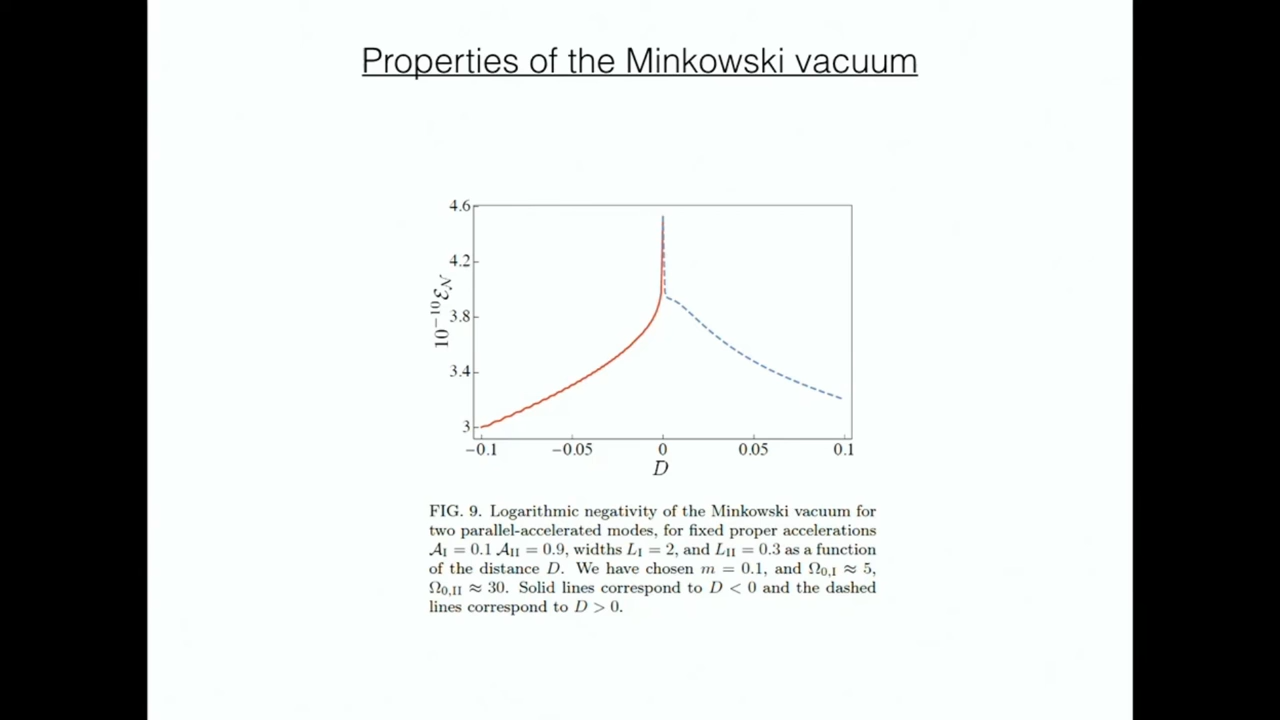 Properties of the Minkowski vacuum
4.6
4.2
3.8
3.4
3
10⁻¹⁰ℰ_𝒩
−0.1
−0.05
0
0.05
0.1
D
FIG. 9. Logarithmic negativity of the Minkowski vacuum for
two parallel-accelerated modes, for fixed proper accelerations
𝒜_I = 0.1 𝒜_II = 0.9, widths L_I = 2, and L_II = 0.3 as a function
of the distance D. We have chosen m = 0.1, and Ω_{0,I} ≈ 5,
Ω_{0,II} ≈ 30. Solid lines correspond to D < 0 and the dashed
lines correspond to D > 0.